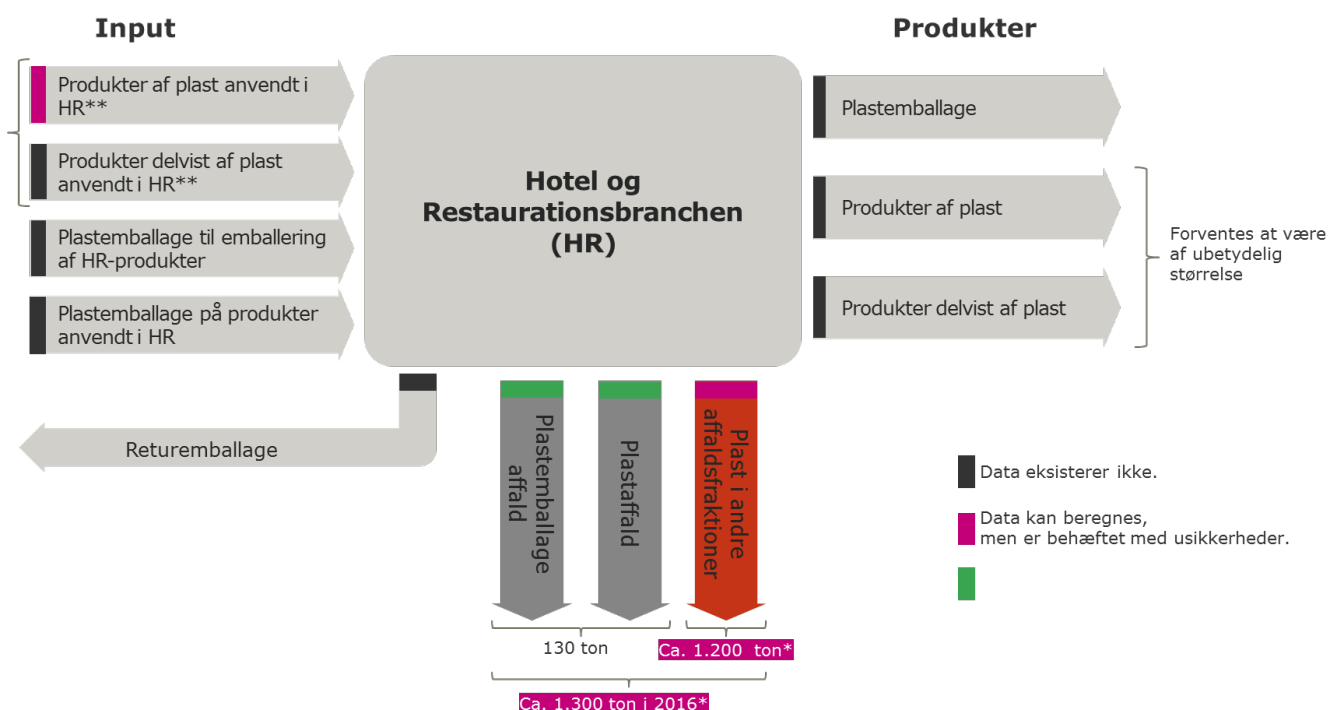 Input
Produkter
Produkter af plast anvendt i
HR**
Produkter delvist af plast
anvendt i HR**
Plastemballage til emballering
af HR-produkter
Plastemballage på produkter
anvendt i HR
Hotel og
Restaurationsbranchen
(HR)
Plastemballage
Produkter af plast
Produkter delvist af plast
Forventes at være
af ubetydelig
størrelse
Returemballage
Plastemballage
affald
Plastaffald
Plast i andre
affaldsfraktioner
130 ton
Ca. 1.200 ton*
Ca. 1.300 ton i 2016*
Data eksisterer ikke.
Data kan beregnes,
men er behæftet med usikkerheder.